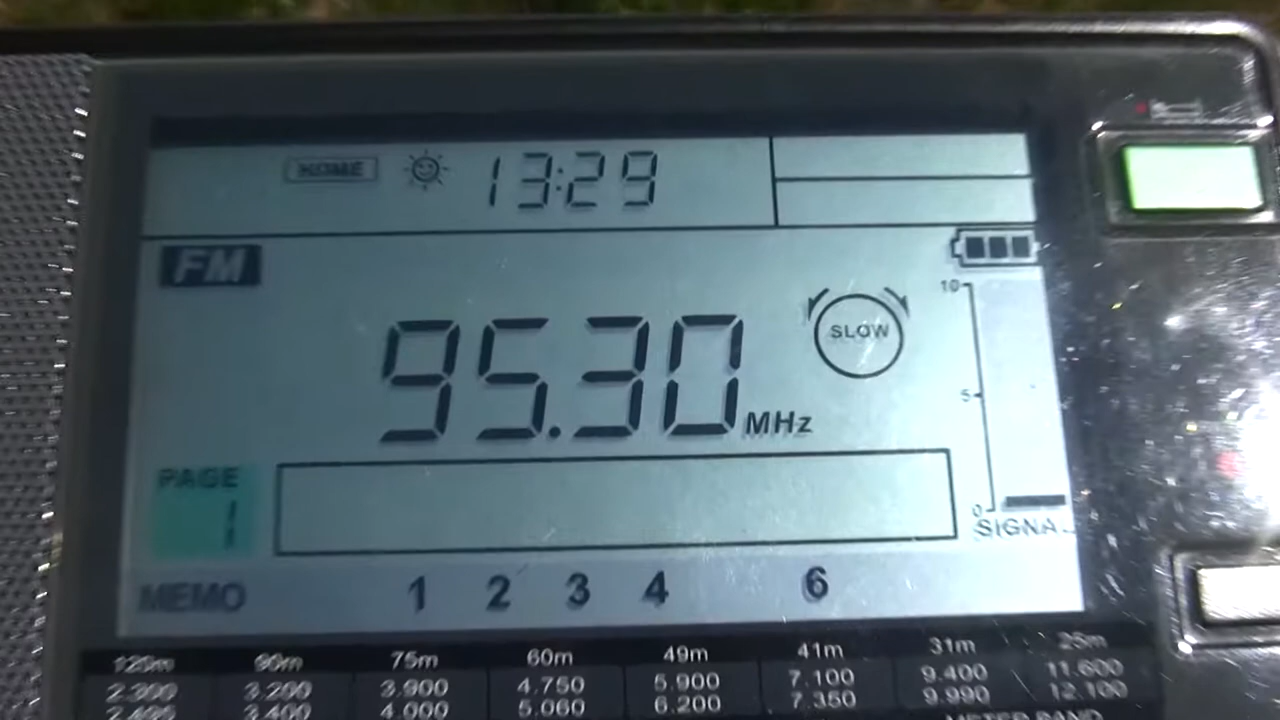 HOME 13:29
FM
95.30 MHz
SLOW
10
5
0
SIGNA
PAGE
1
MEMO 1 2 3 4 6
120m 90m 75m 60m 49m 41m 31m 25m
2.300 3.200 3.900 4.750 5.900 7.100 9.400 11.600
2.495 3.400 4.000 5.060 6.200 7.350 9.990 12.100
METER BAND